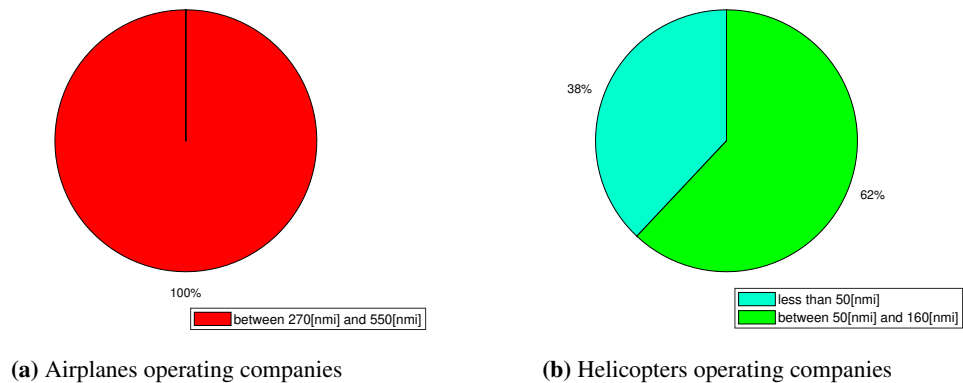 100%
between 270[nmi] and 550[nmi]
(a) Airplanes operating companies
38%
62%
less than 50[nmi]
between 50[nmi] and 160[nmi]
(b) Helicopters operating companies